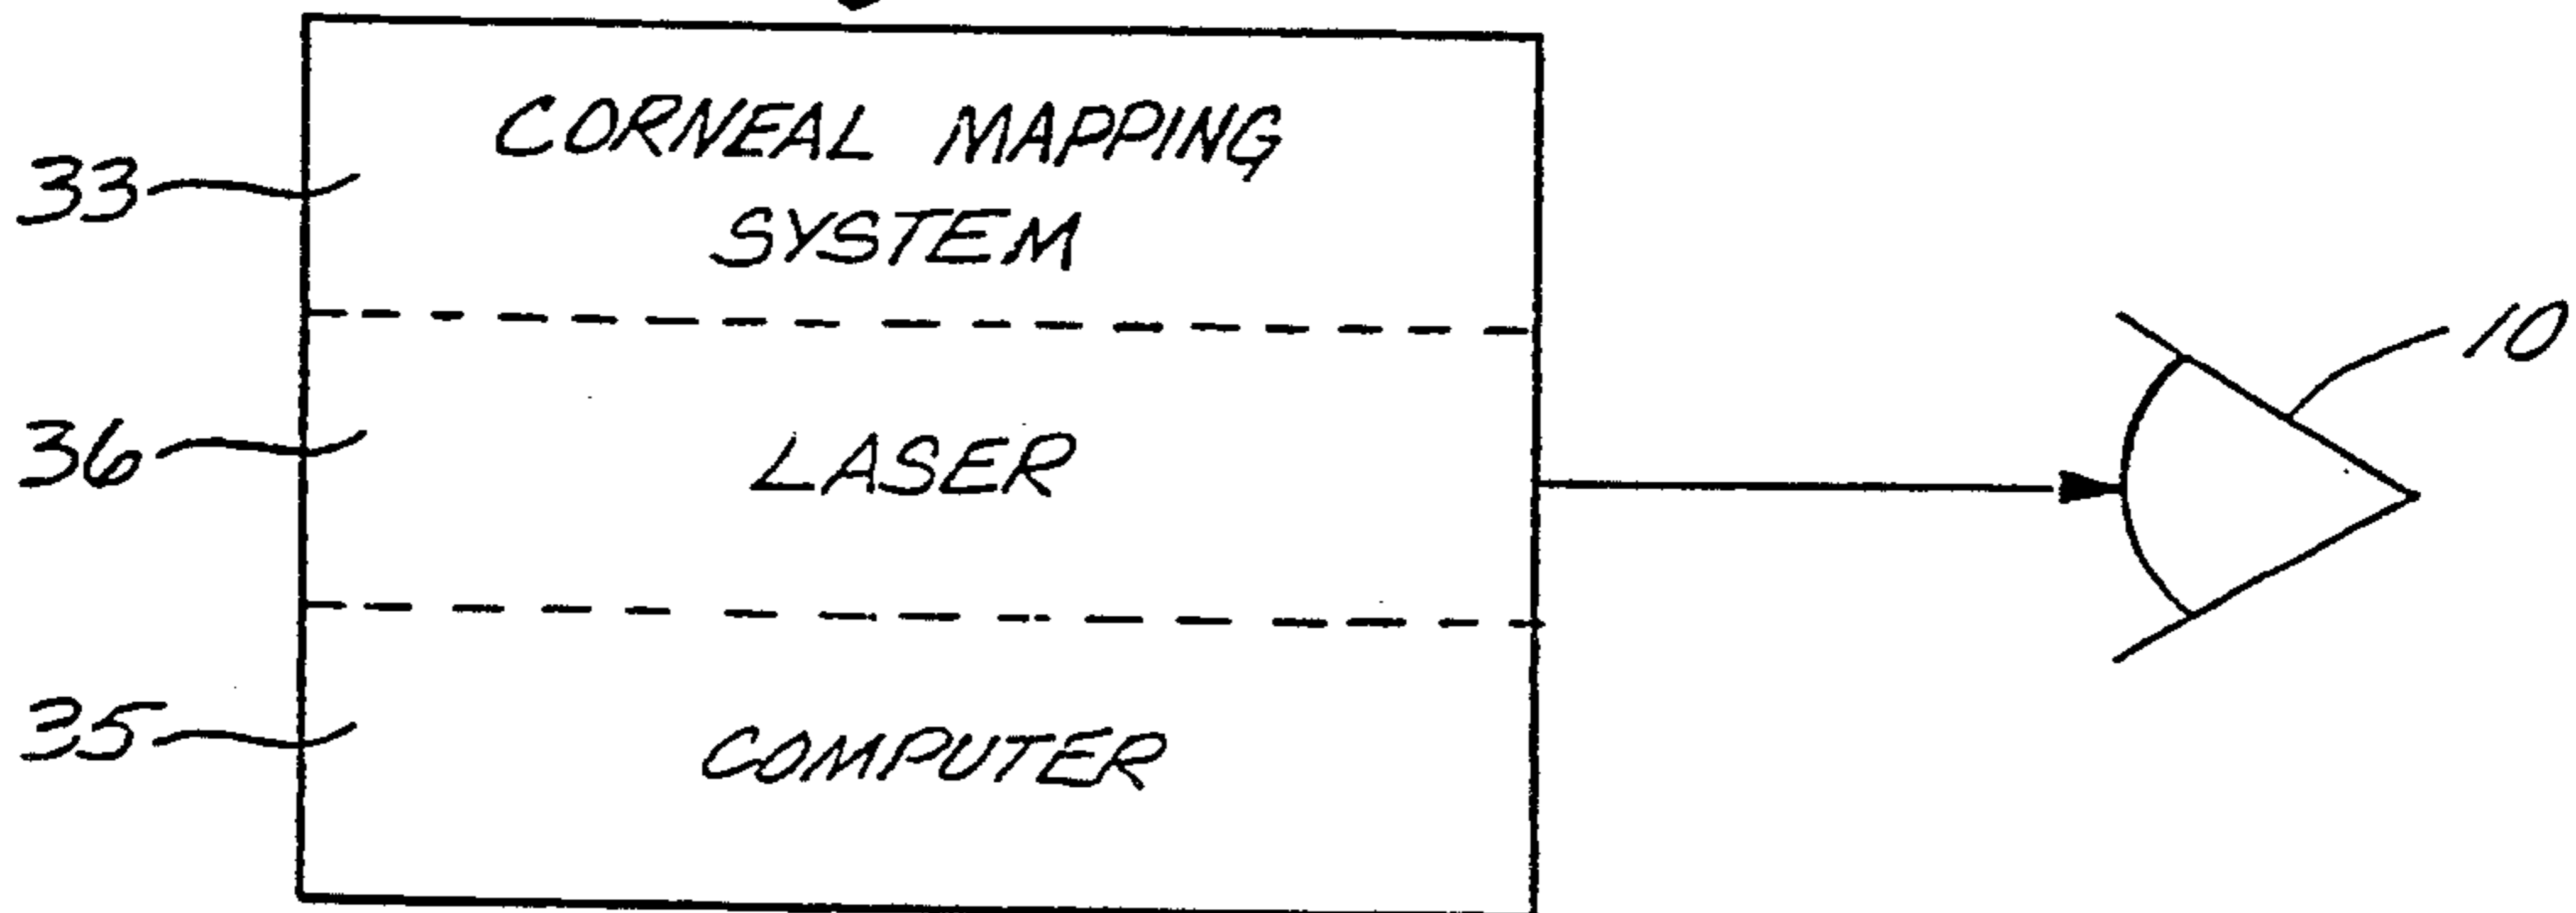 CORNEAL MAPPING
SYSTEM
33
10
36
LASER
35
COMPUTER